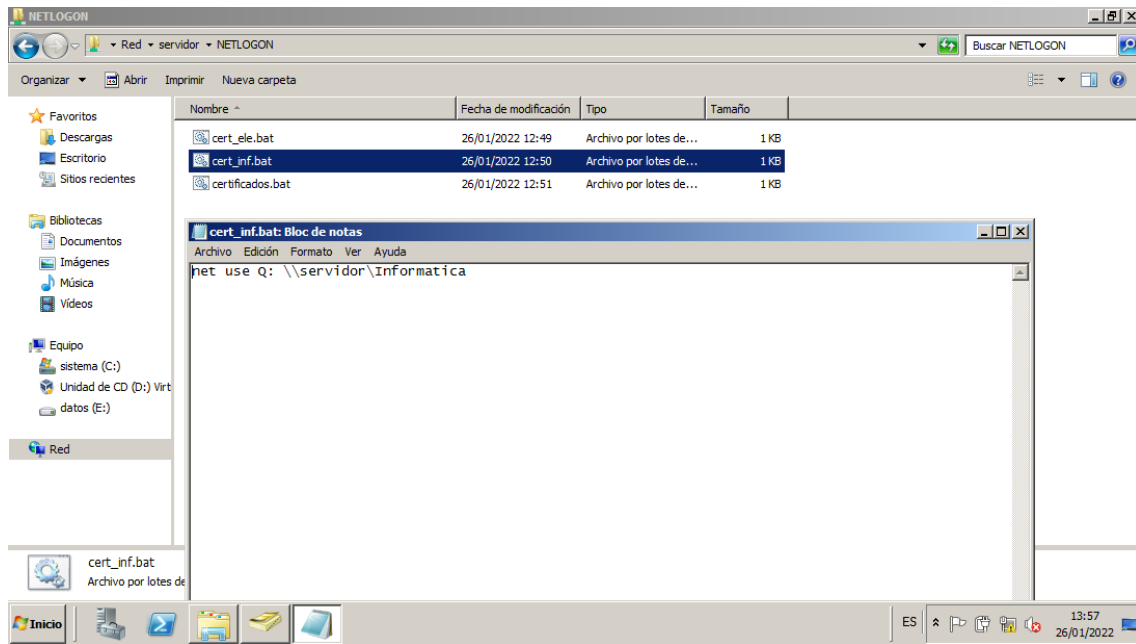 NETLOGON
Red servidor NETLOGON
Buscar NETLOGON
Organizar Abrir Imprimir Nueva carpeta
Favoritos
Descargas
Escritorio
Sitios recientes
Bibliotecas
Documentos
Imágenes
Música
Vídeos
Equipo
sistema (C:)
Unidad de CD (D:) Virt
datos (E:)
Red
Nombre Fecha de modificación Tipo Tamaño
cert_ele.bat 26/01/2022 12:49 Archivo por lotes de... 1 KB
cert_inf.bat 26/01/2022 12:50 Archivo por lotes de... 1 KB
certificados.bat 26/01/2022 12:51 Archivo por lotes de... 1 KB
cert_inf.bat: Bloc de notas
Archivo Edición Formato Ver Ayuda
net use Q: \\servidor\Informatica
cert_inf.bat
Archivo por lotes de
Inicio
ES
13:57
26/01/2022